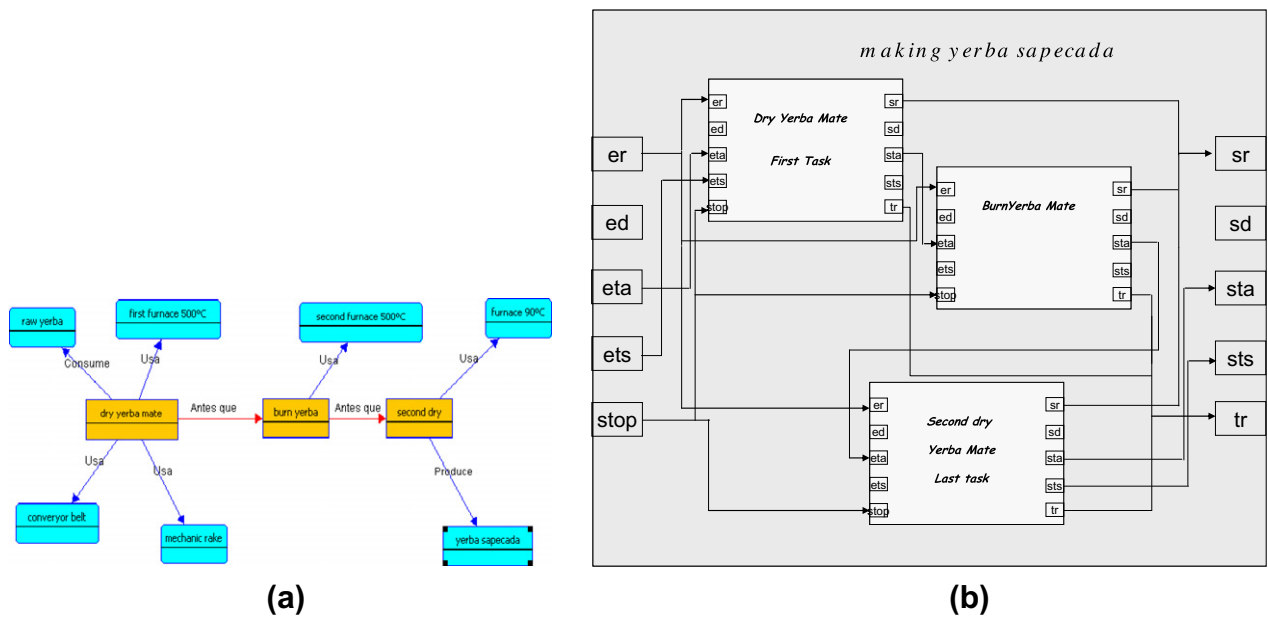 raw yerba
first furnace 500ºC
second furnace 500ºC
furnace 90ºC
Consume
Usa
Usa
Usa
dry yerba mate
Antes que
burn yerba
Antes que
second dry
Usa
Usa
Produce
converyor belt
mechanic rake
yerba sapecada
(a)
making yerba sapecada
er
ed
eta
ets
stop
er
ed
eta
ets
stop
Dry Yerba Mate
First Task
sr
sd
sta
sts
tr
er
ed
eta
ets
stop
BurnYerba Mate
sr
sd
sta
sts
tr
er
ed
eta
ets
stop
Second dry
Yerba Mate
Last task
sr
sd
sta
sts
tr
sr
sd
sta
sts
tr
(b)